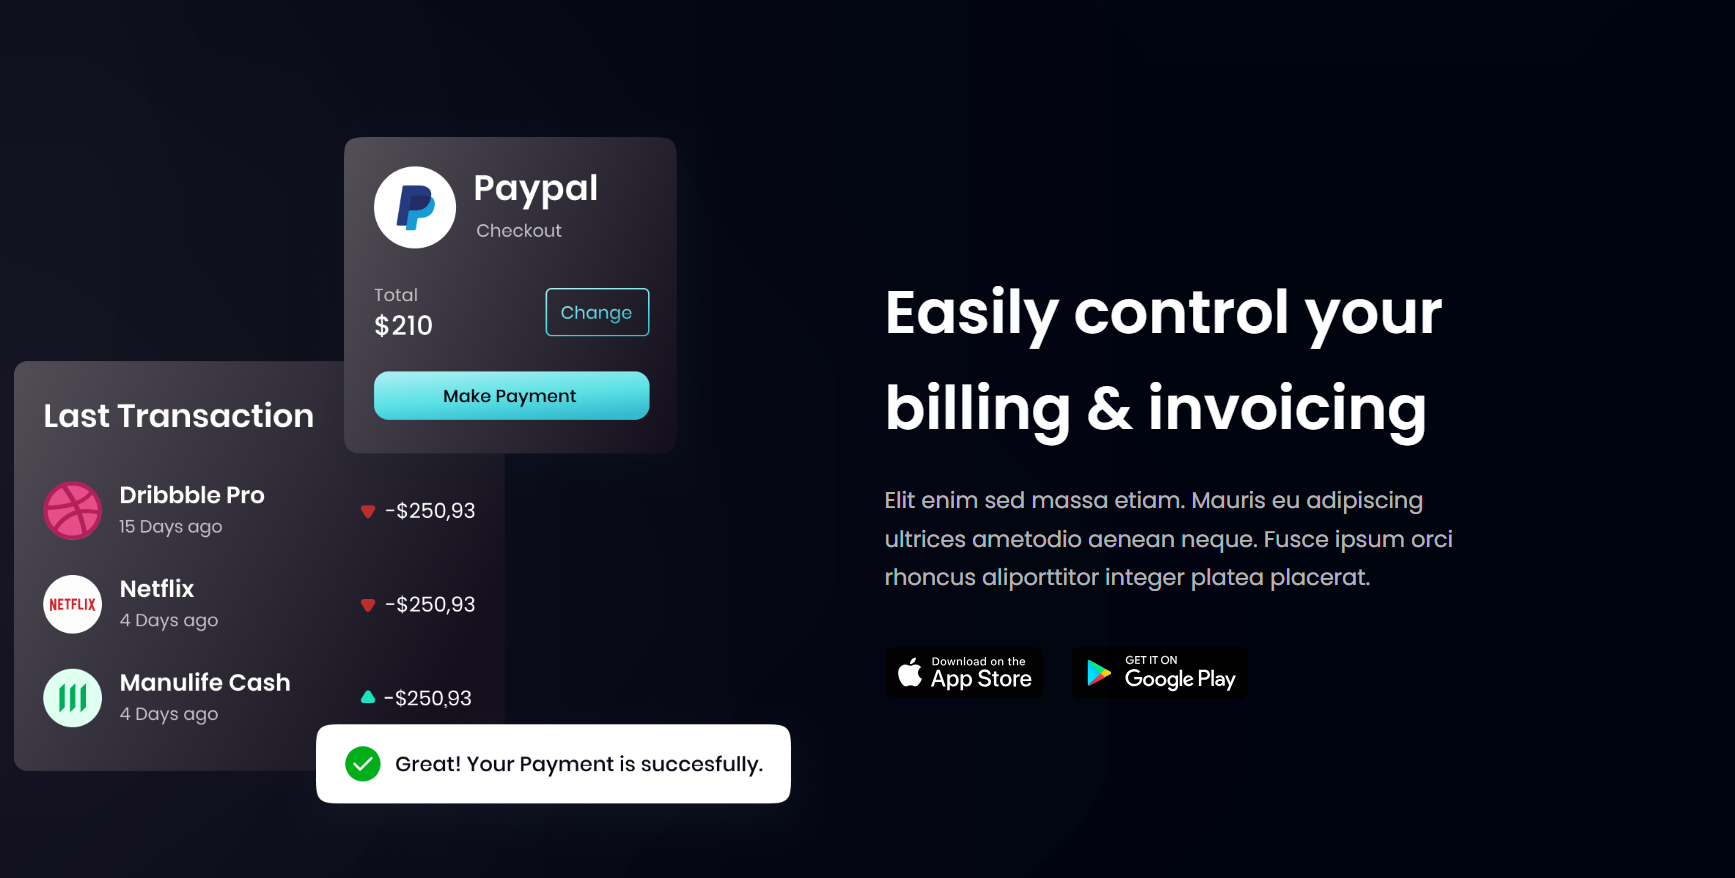 Paypal
Checkout
Total
$210
Change
Make Payment
Last Transaction
Dribbble Pro
15 Days ago
-$250,93
NETFLIX
Netflix
4 Days ago
-$250,93
Manulife Cash
4 Days ago
-$250,93
Great! Your Payment is succesfully.
Easily control your
billing & invoicing
Elit enim sed massa etiam. Mauris eu adipiscing
ultrices ametodio aenean neque. Fusce ipsum orci
rhoncus aliporttitor integer platea placerat.
Download on the
App Store
GET IT ON
Google Play